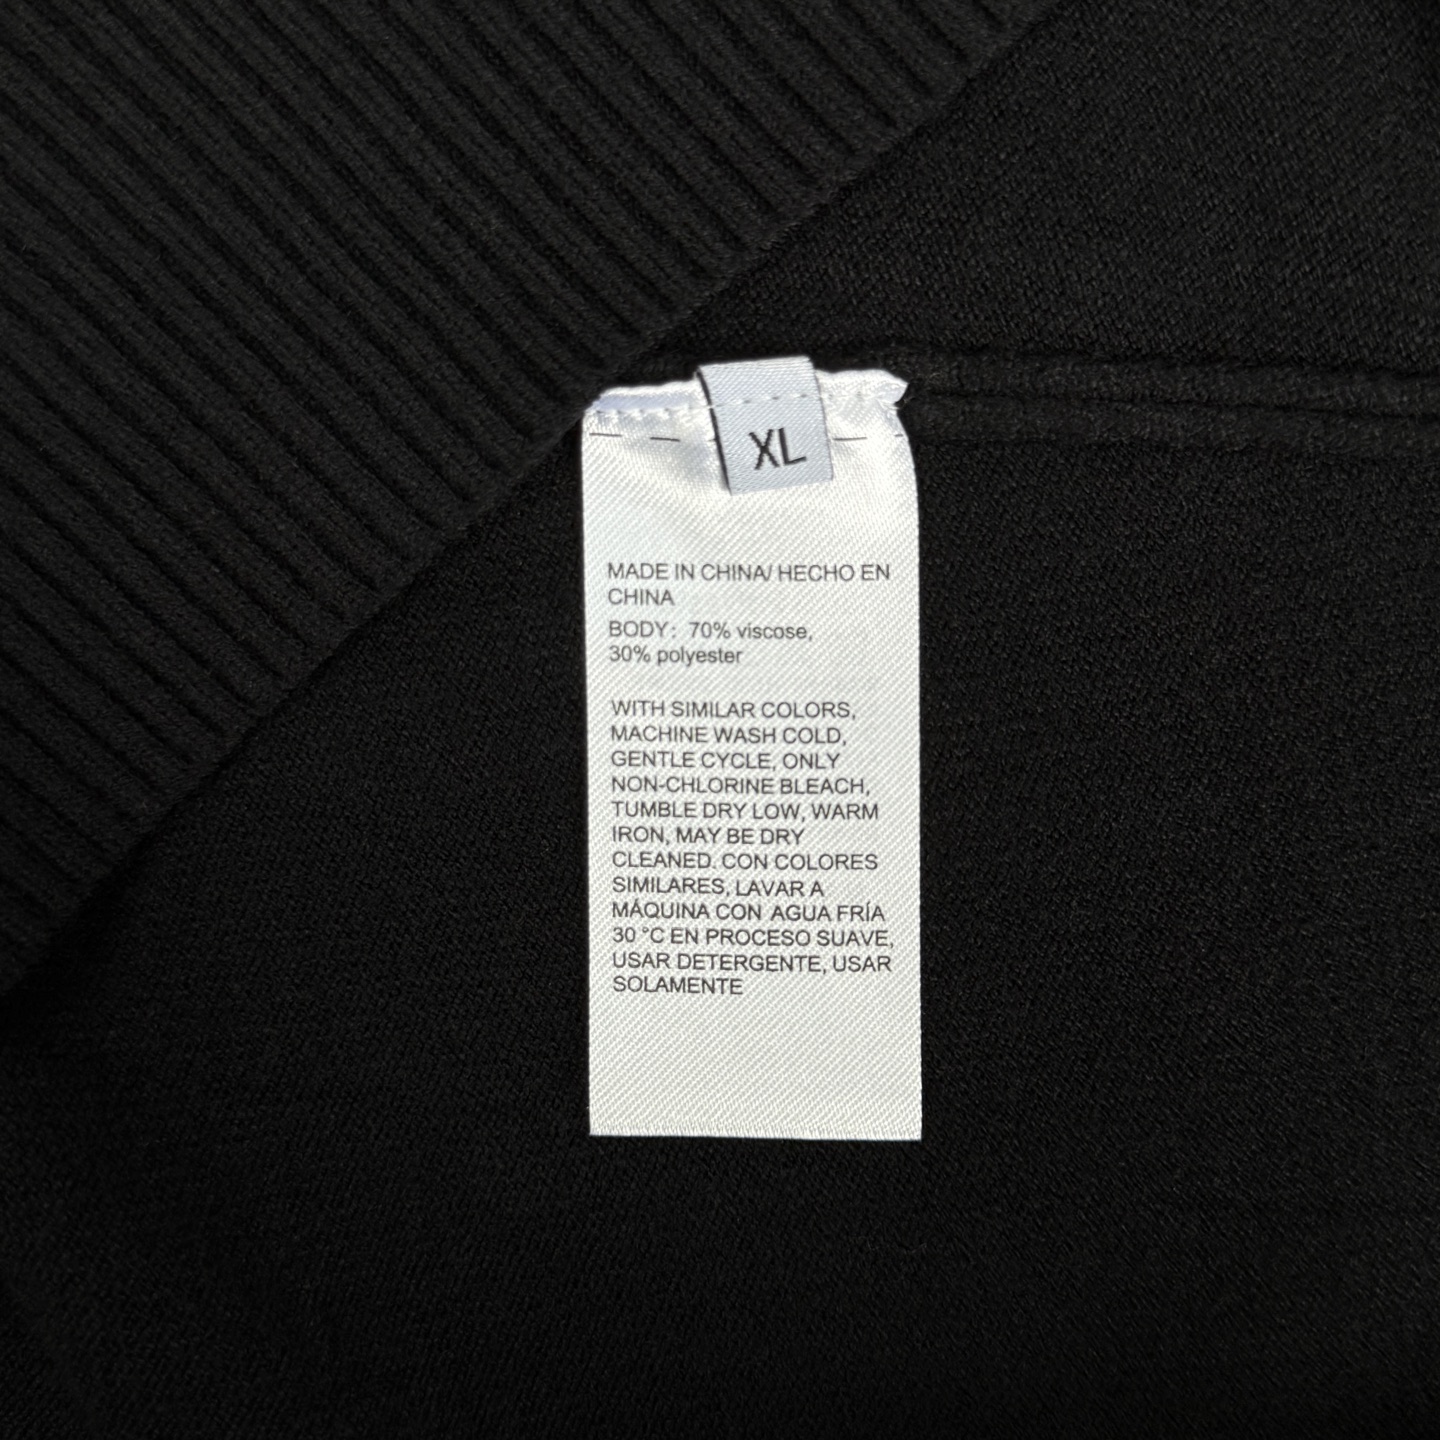 XL
MADE IN CHINA/ HECHO EN
CHINA
BODY: 70% viscose,
30% polyester
WITH SIMILAR COLORS,
MACHINE WASH COLD,
GENTLE CYCLE, ONLY
NON-CHLORINE BLEACH,
TUMBLE DRY LOW, WARM
IRON, MAY BE DRY
CLEANED. CON COLORES
SIMILARES, LAVAR A
MÁQUINA CON AGUA FRÍA
30 °C EN PROCESO SUAVE,
USAR DETERGENTE, USAR
SOLAMENTE